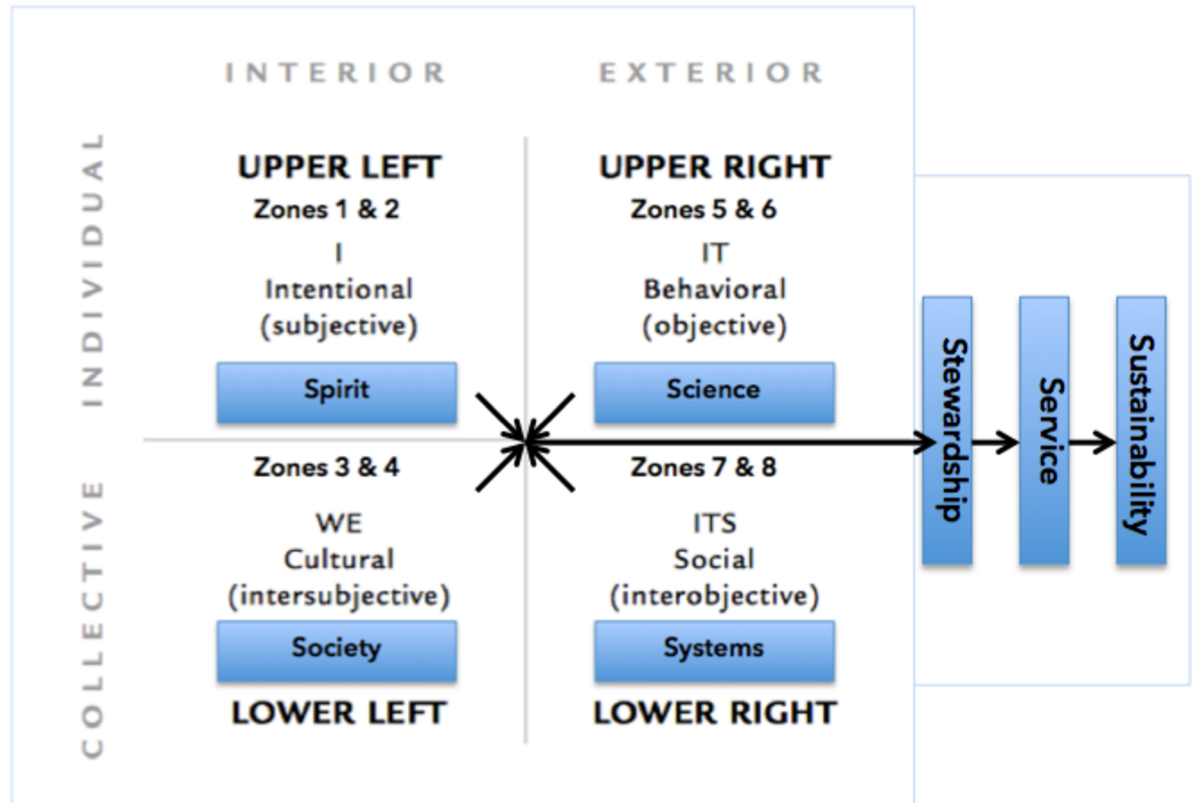 INTERIOR
EXTERIOR
INDIVIDUAL
UPPER LEFT
Zones 1 & 2
I
Intentional
(subjective)
Spirit
UPPER RIGHT
Zones 5 & 6
IT
Behavioral
(objective)
Science
COLLECTIVE
Zones 3 & 4
WE
Cultural
(intersubjective)
Society
LOWER LEFT
Zones 7 & 8
ITS
Social
(interobjective)
Systems
LOWER RIGHT
Stewardship
Service
Sustainability